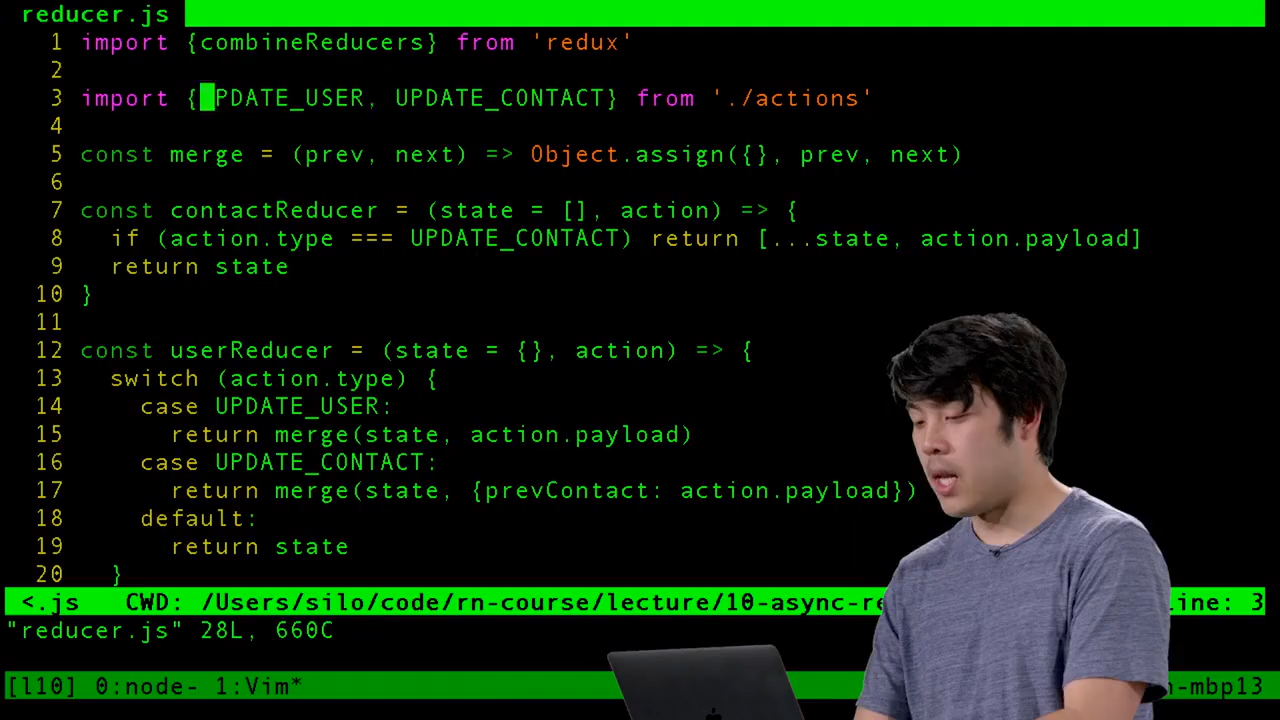 reducer.js
1 import {combineReducers} from 'redux'
2
3 import {PDATE_USER, UPDATE_CONTACT} from './actions'
4
5 const merge = (prev, next) => Object.assign({}, prev, next)
6
7 const contactReducer = (state = [], action) => {
8   if (action.type === UPDATE_CONTACT) return [...state, action.payload]
9   return state
10 }
11
12 const userReducer = (state = {}, action) => {
13   switch (action.type) {
14     case UPDATE_USER:
15       return merge(state, action.payload)
16     case UPDATE_CONTACT:
17       return merge(state, {prevContact: action.payload})
18     default:
19       return state
20   }
<.js   CWD: /Users/silo/code/rn-course/lecture/10-async-re line: 3
"reducer.js" 28L, 660C
[l10] 0:node- 1:Vim* -mbp13